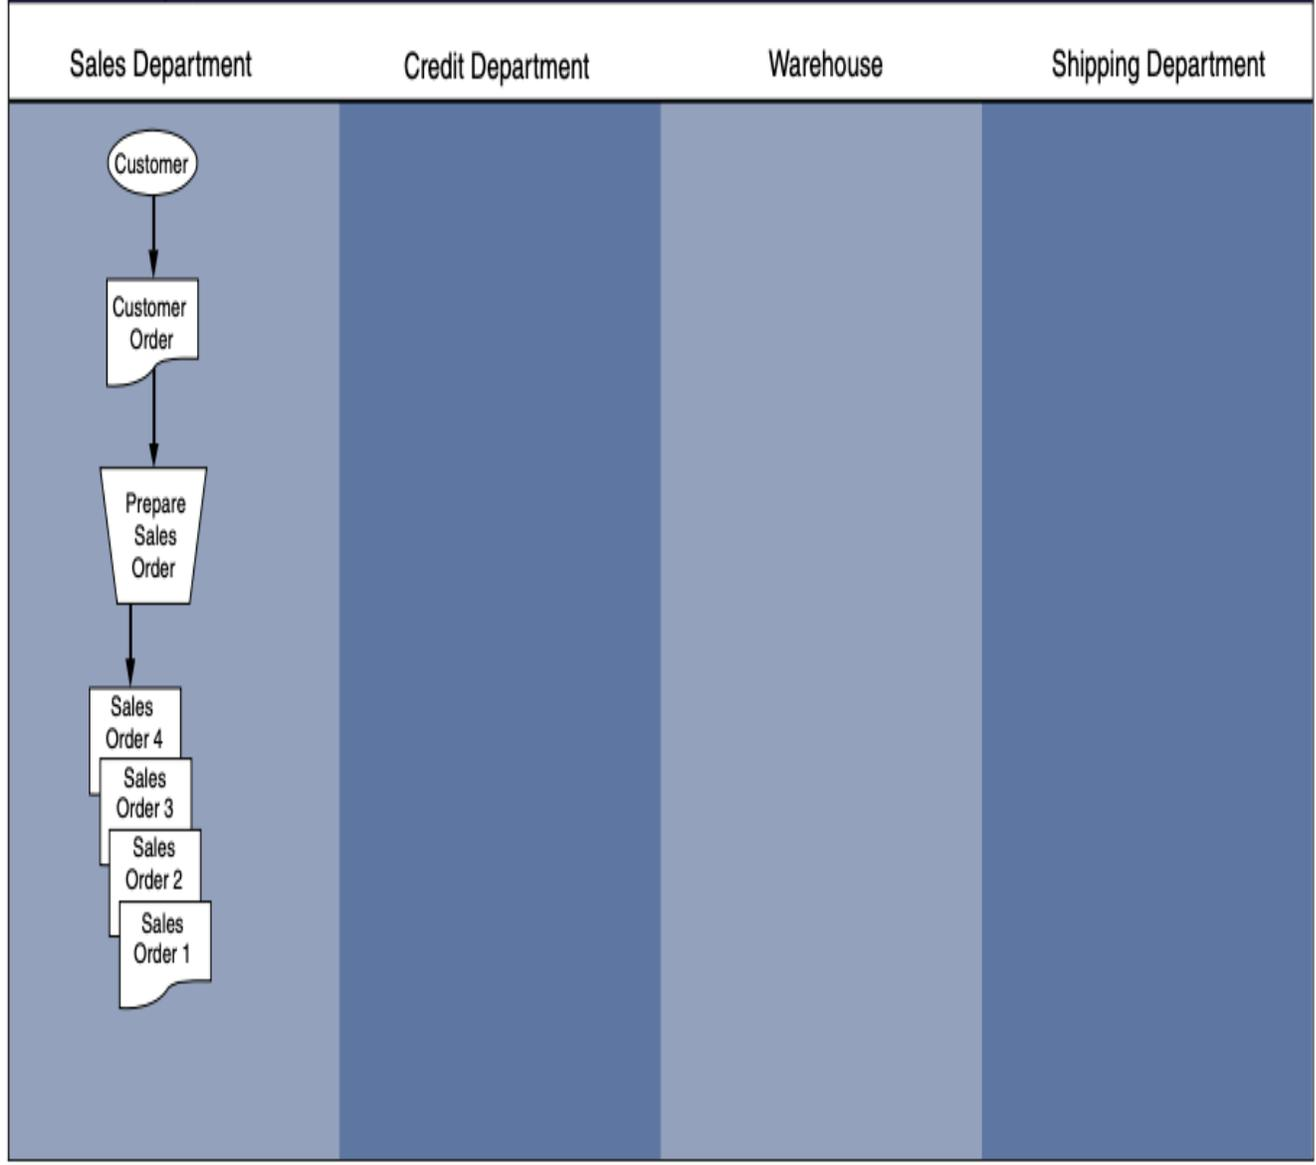 Sales Department
Credit Department
Warehouse
Shipping Department
Customer
Customer
Order
Prepare
Sales
Order
Sales
Order 4
Sales
Order 3
Sales
Order 2
Sales
Order 1